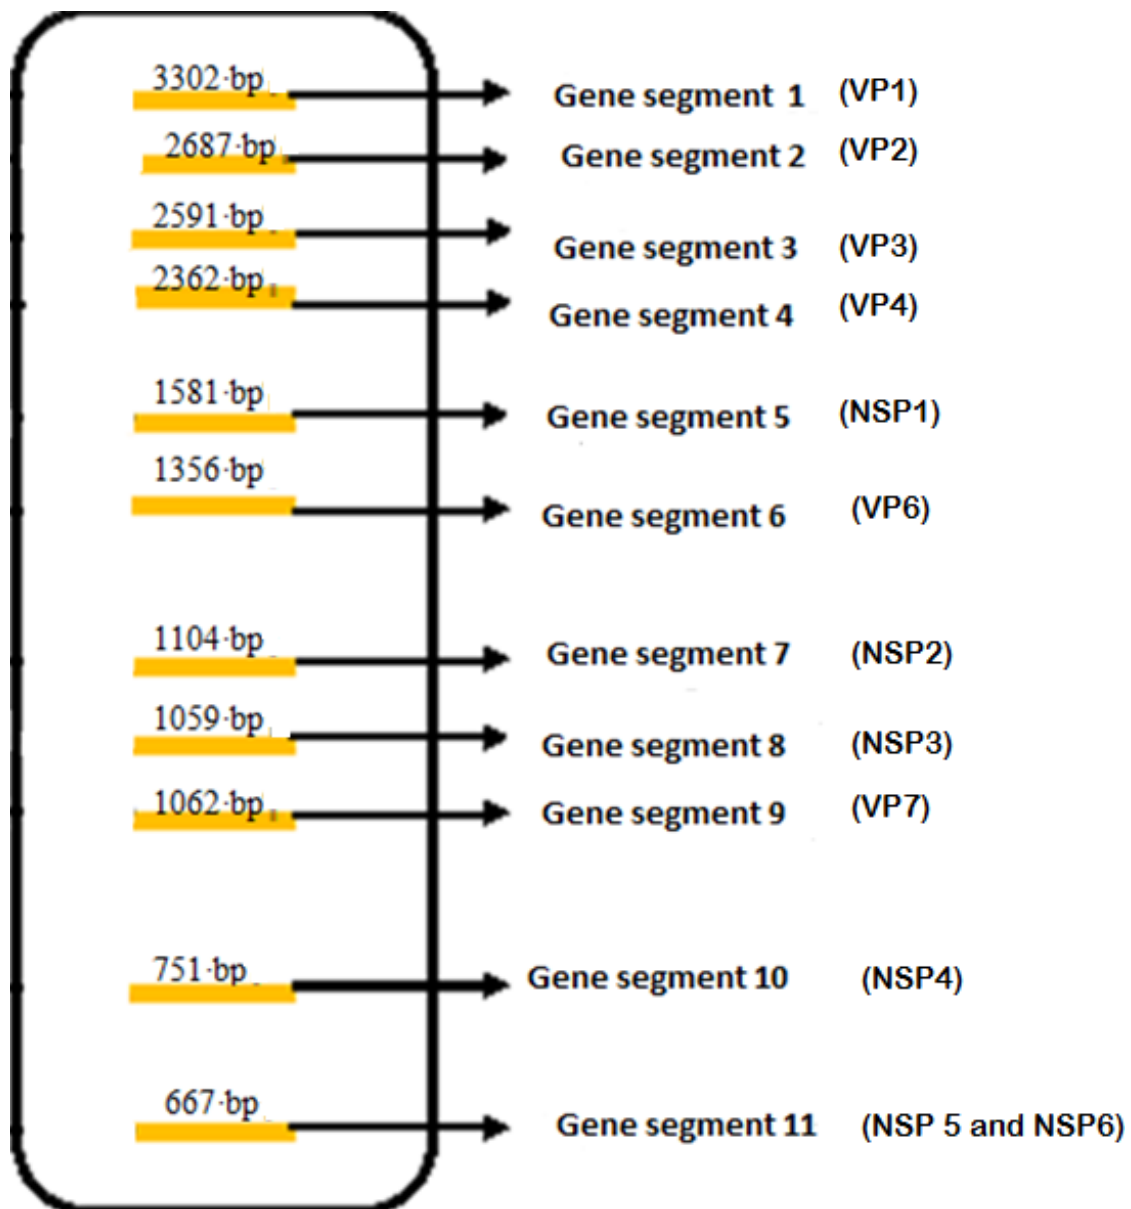 3302·bp Gene segment 1 (VP1)
2687·bp Gene segment 2 (VP2)
2591·bp Gene segment 3 (VP3)
2362·bp Gene segment 4 (VP4)
1581·bp Gene segment 5 (NSP1)
1356·bp Gene segment 6 (VP6)
1104·bp Gene segment 7 (NSP2)
1059·bp Gene segment 8 (NSP3)
1062·bp Gene segment 9 (VP7)
751·bp Gene segment 10 (NSP4)
667·bp Gene segment 11 (NSP 5 and NSP6)